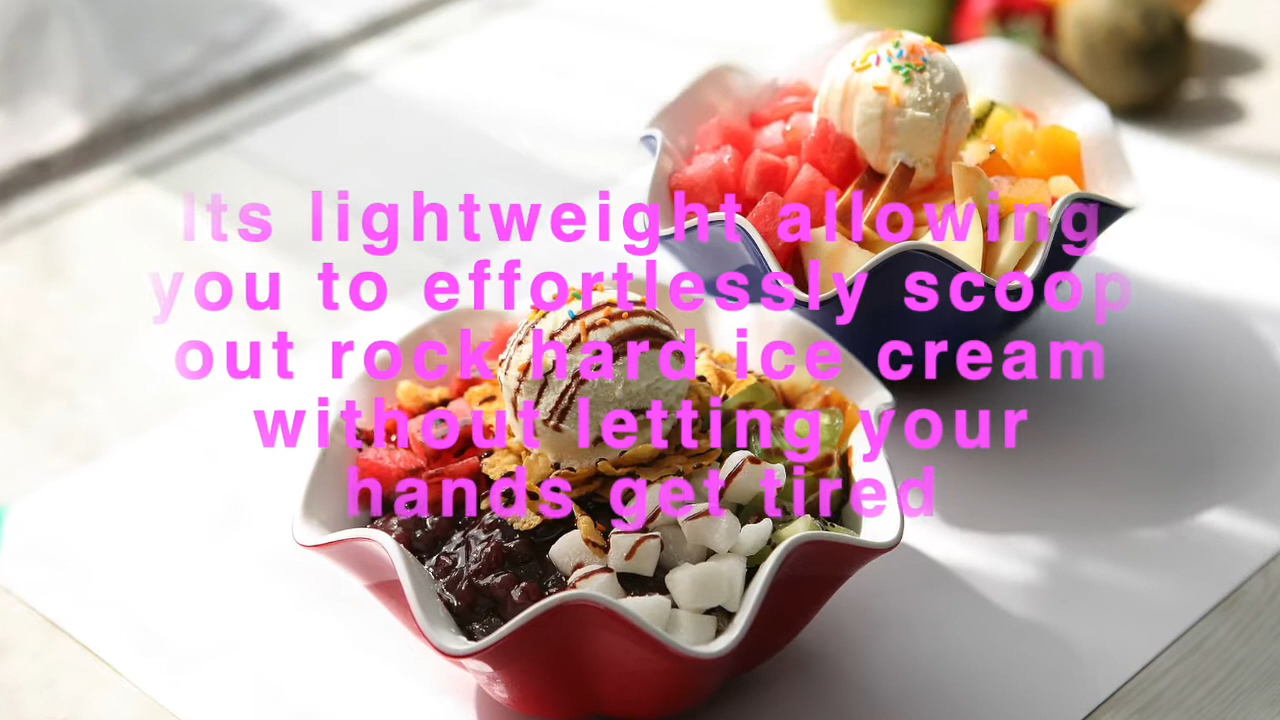 Its lightweight allowing
you to effortlessly scoop
out rock hard ice cream
without letting your
hands get tired